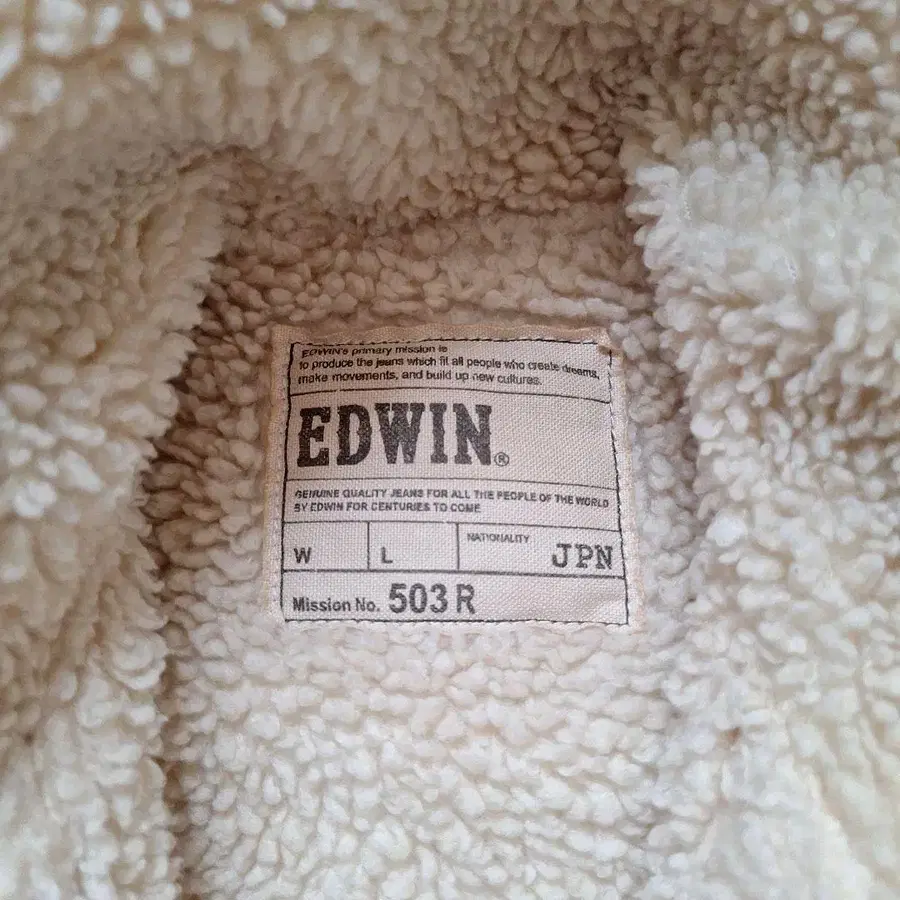 EDWIN's primary mission is
to produce the jeans which fit all people who create dreams,
make movements, and build up new cultures.
EDWIN®
GENUINE QUALITY JEANS FOR ALL THE PEOPLE OF THE WORLD
BY EDWIN FOR CENTURIES TO COME
W L NATIONALITY JPN
Mission No. 503R